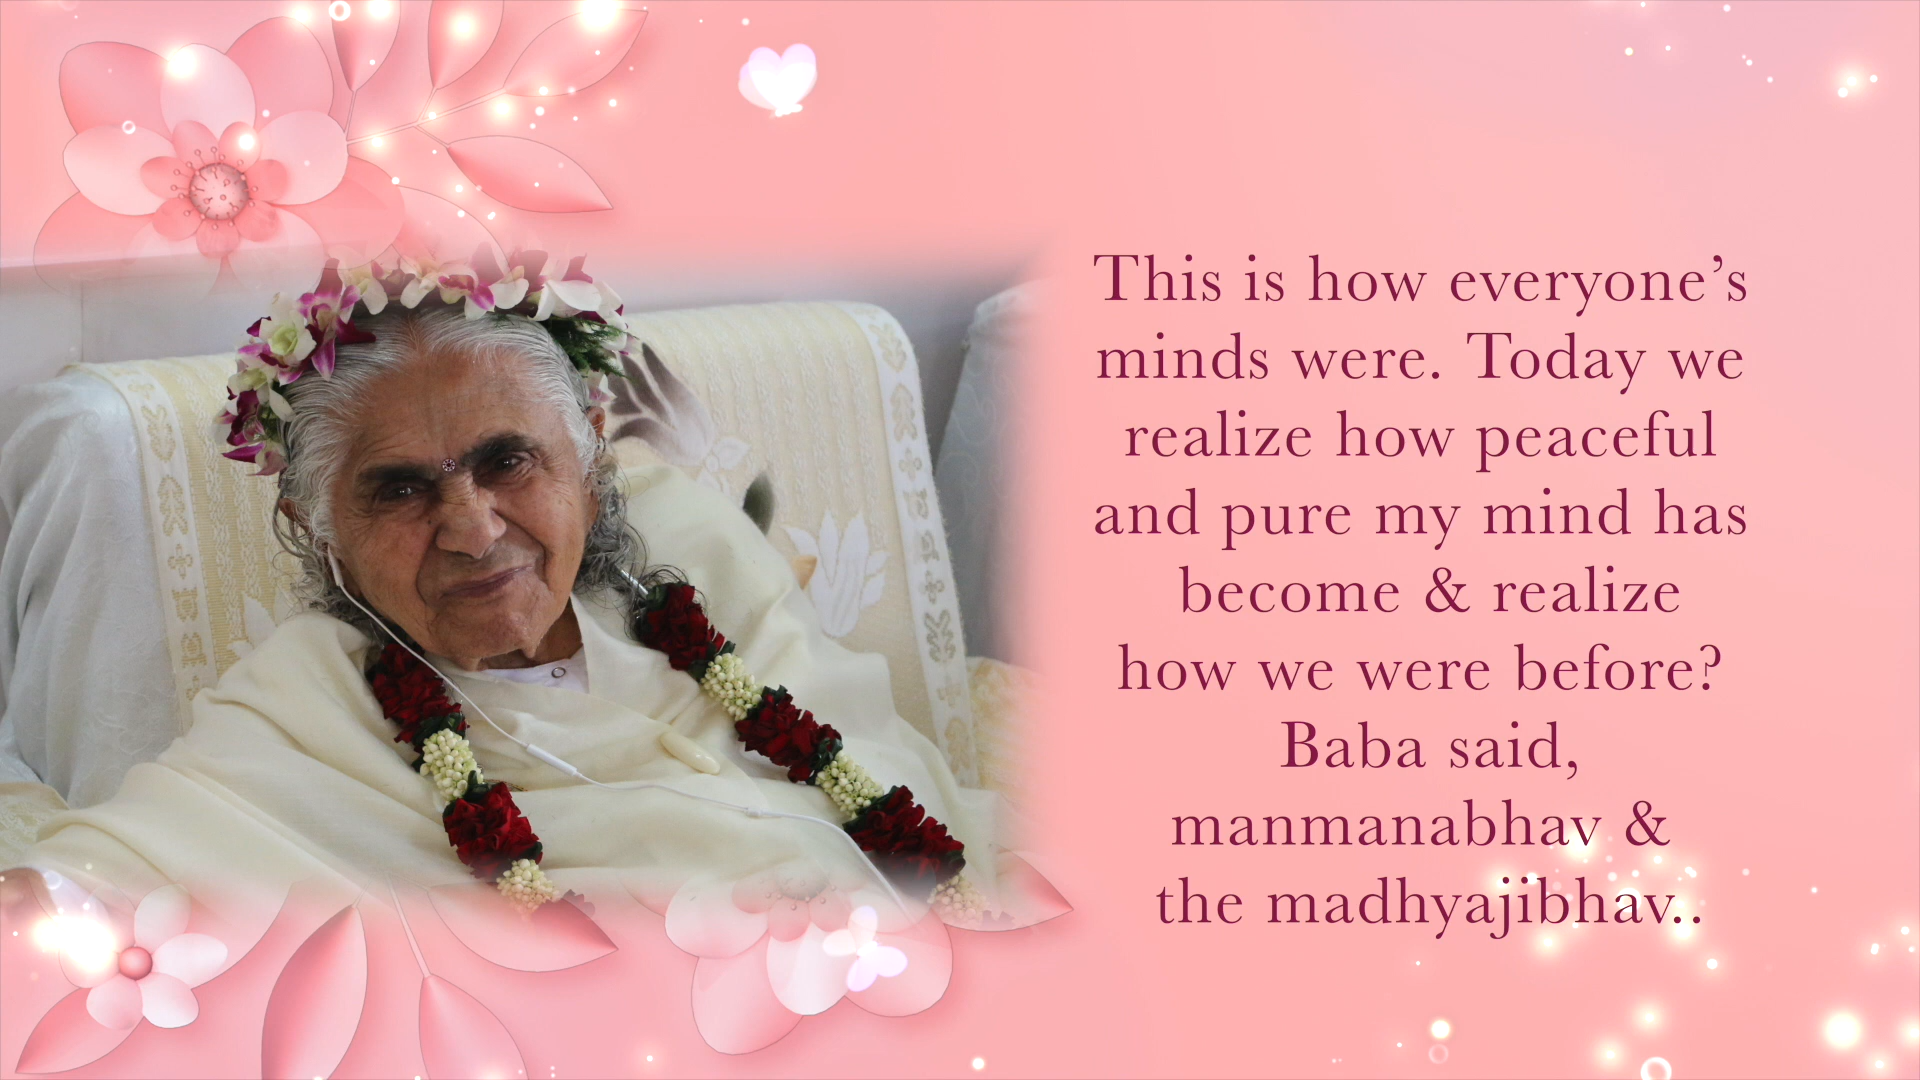 This is how everyone’s
minds were. Today we
realize how peaceful
and pure my mind has
become & realize
how we were before?
Baba said,
manmanabhav &
the madhyajibhav..